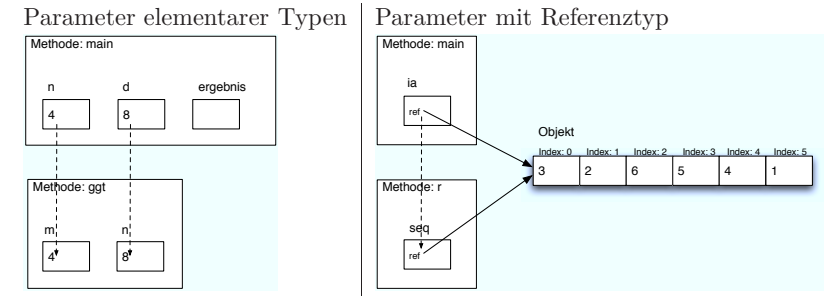 Parameter elementarer Typen
Methode: main
n d ergebnis
4 8
Methode: ggt
m n
4 8
Parameter mit Referenztyp
Methode: main
ia
ref
Objekt
Index: 0 Index: 1 Index: 2 Index: 3 Index: 4 Index: 5
3 2 6 5 4 1
Methode: r
seq
ref